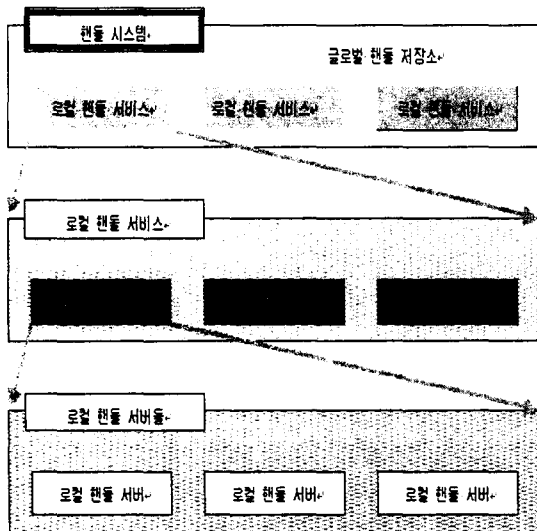 핸들 시스템
글로벌 핸들 저장소
로컬 핸들 서비스 로컬 핸들 서비스 로컬 핸들 서비스
로컬 핸들 서비스
로컬 핸들 서버들
로컬 핸들 서버 로컬 핸들 서버 로컬 핸들 서버